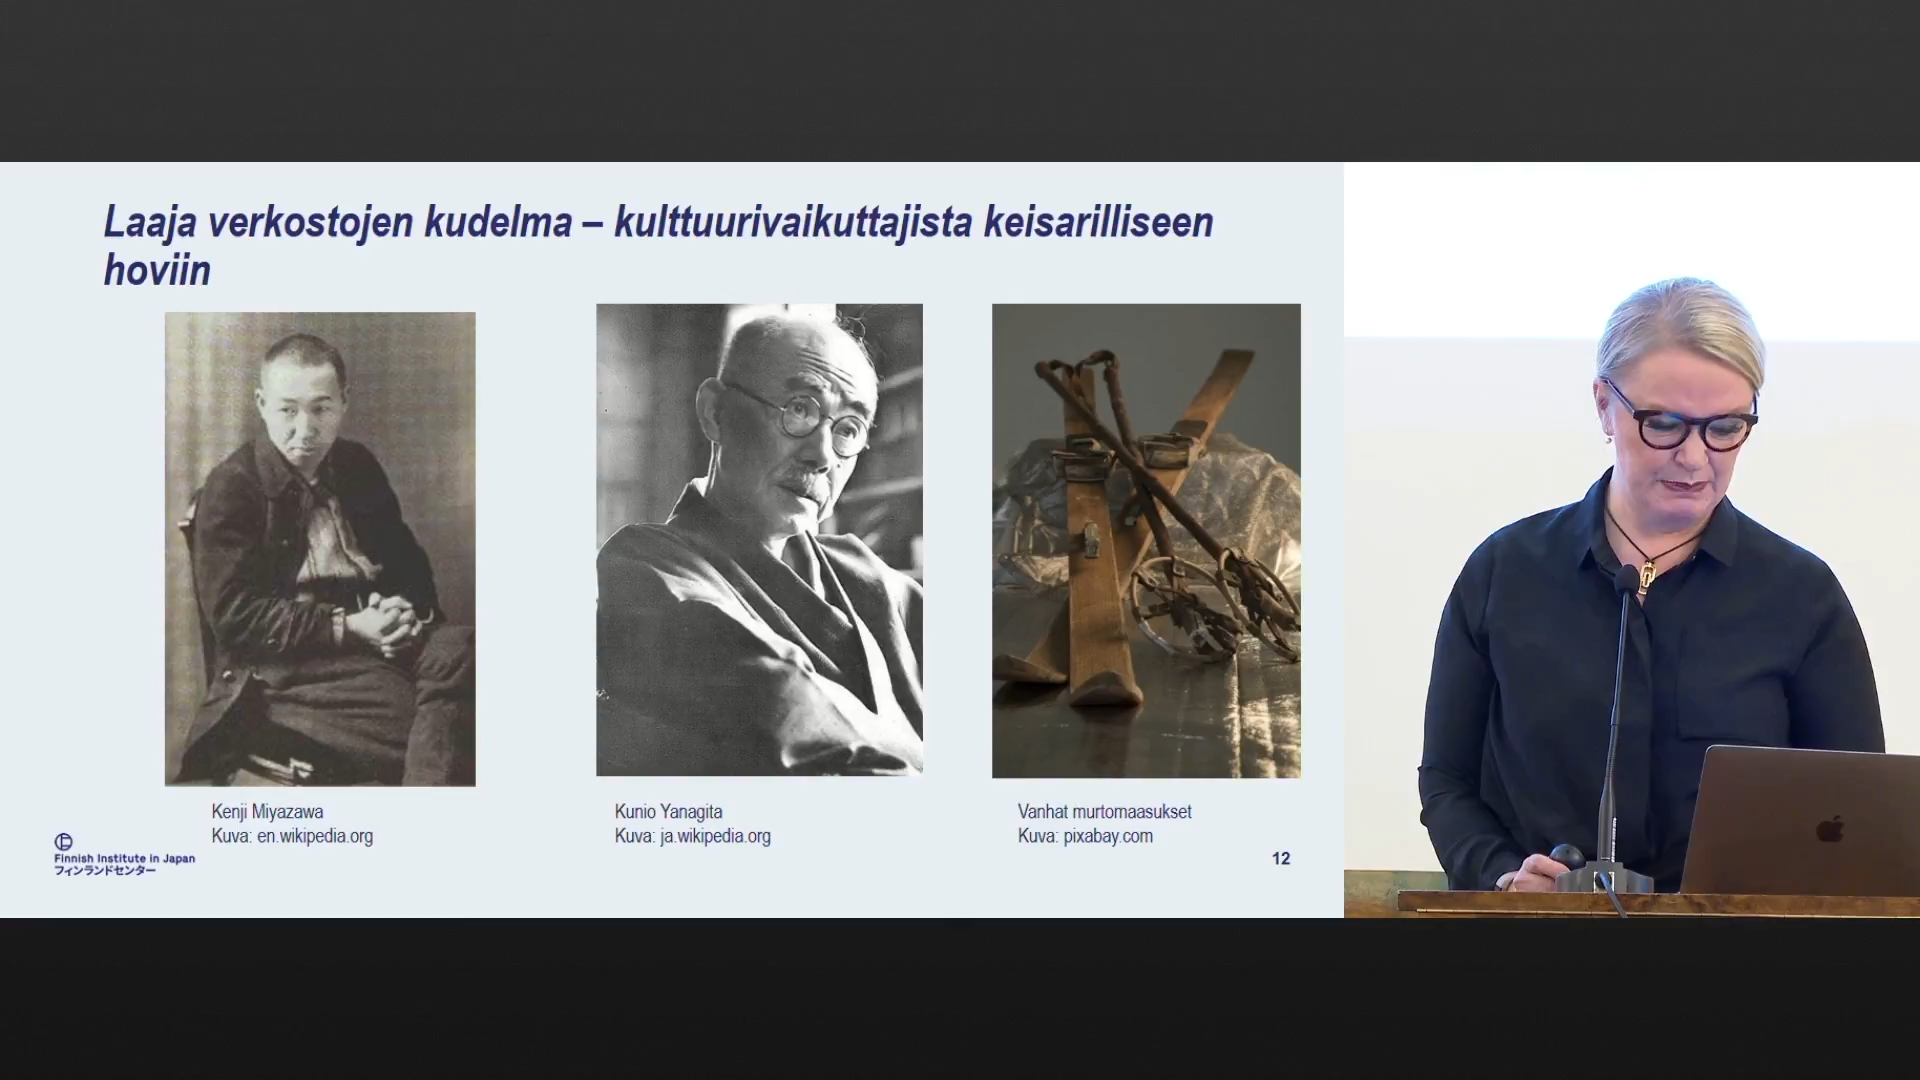 Laaja verkostojen kudelma – kulttuurivaikuttajista keisarilliseen
hoviin
Kenji Miyazawa
Kuva: en.wikipedia.org
Kunio Yanagita
Kuva: ja.wikipedia.org
Vanhat murtomaasukset
Kuva: pixabay.com
Finnish Institute in Japan
フィンランドセンター
12